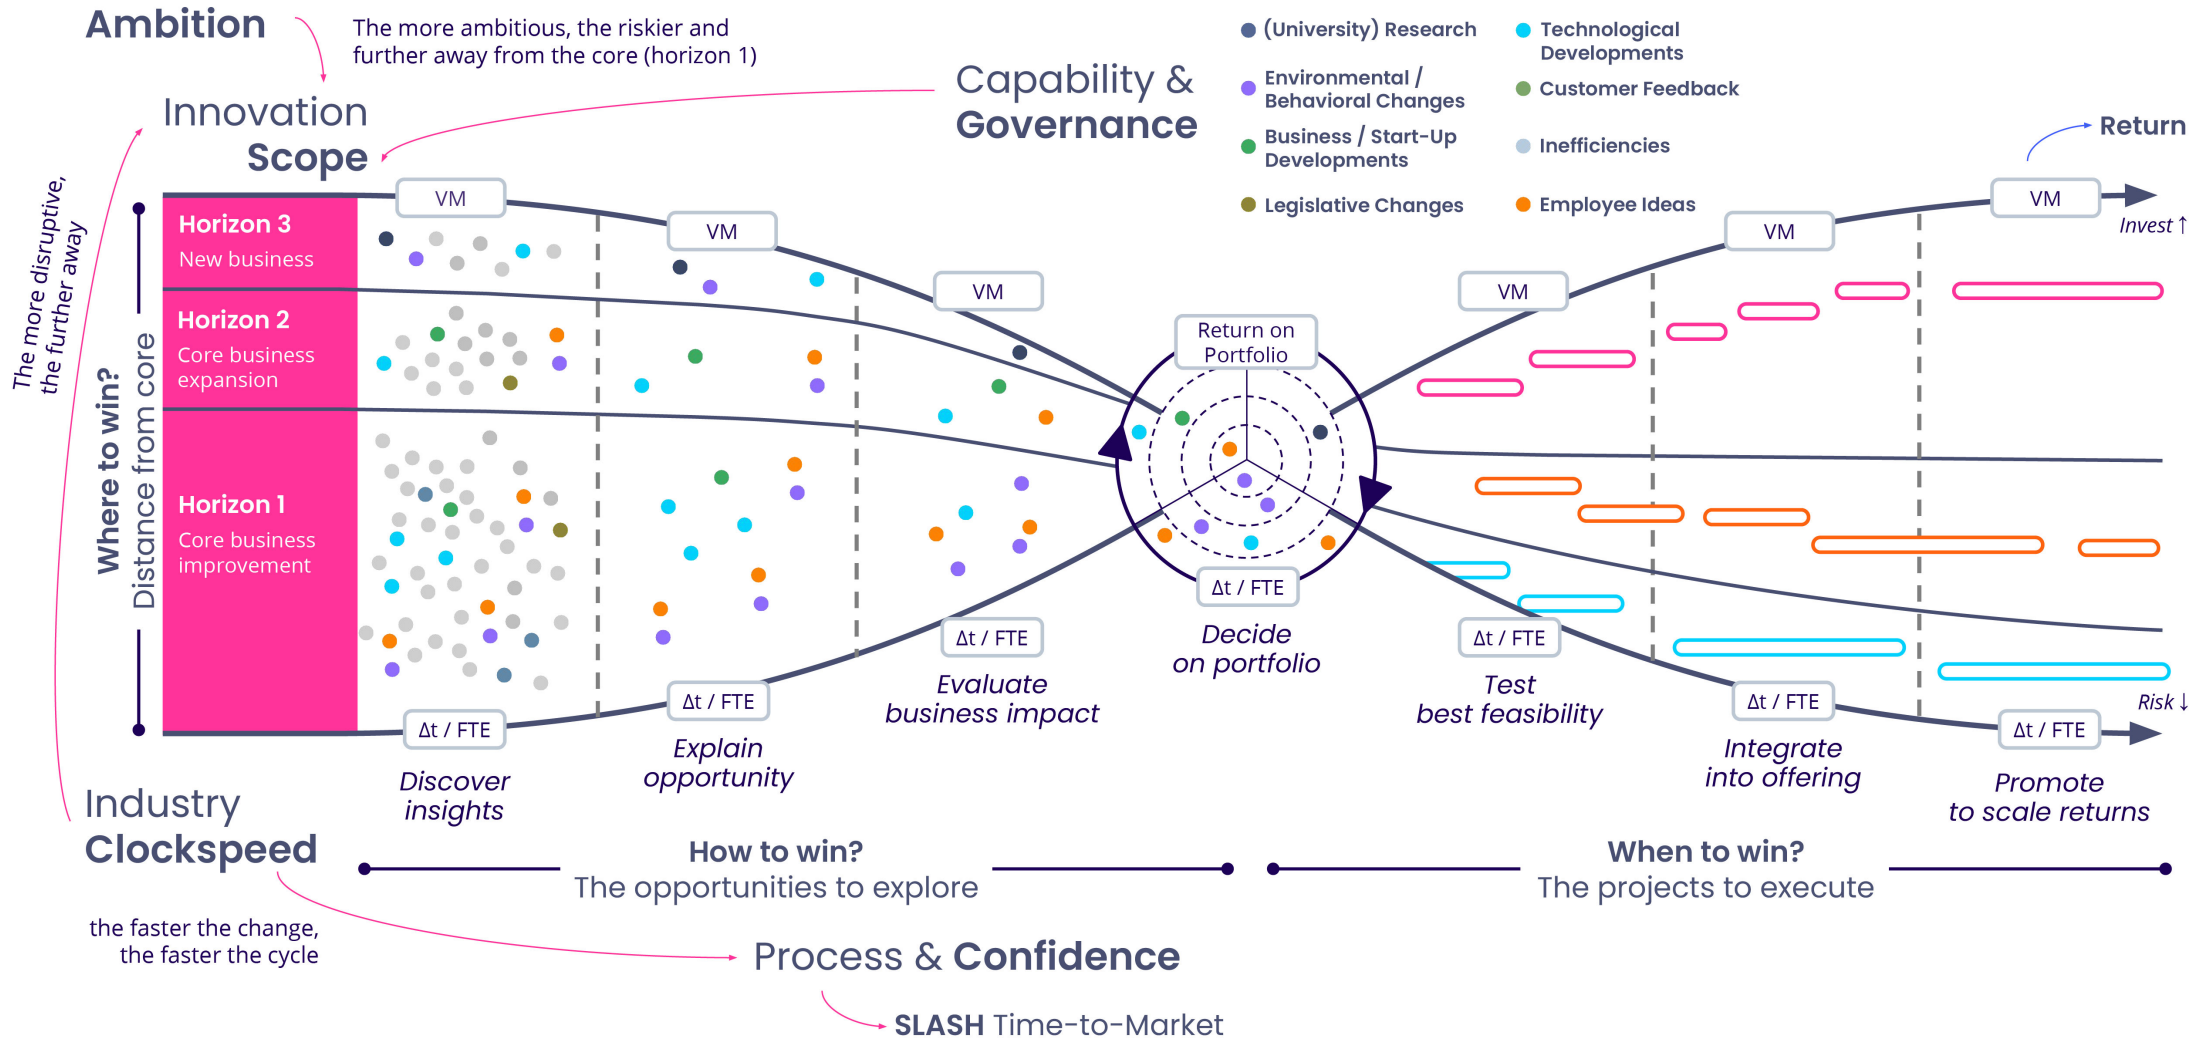 Ambition
The more ambitious, the riskier and
further away from the core (horizon 1)
Innovation
Scope
Capability &
Governance
(University) Research
Technological
Developments
Environmental /
Behavioral Changes
Customer Feedback
Business / Start-Up
Developments
Inefficiencies
Legislative Changes
Employee Ideas
Return
Invest ↑
The more disruptive,
the further away
Where to win?
Distance from core
Horizon 3
New business
Horizon 2
Core business
expansion
Horizon 1
Core business
improvement
VM
VM
VM
Return on
Portfolio
VM
VM
VM
Δt / FTE
Δt / FTE
Δt / FTE
Δt / FTE
Δt / FTE
Δt / FTE
Δt / FTE
Risk ↓
Discover
insights
Explain
opportunity
Evaluate
business impact
Decide
on portfolio
Test
best feasibility
Integrate
into offering
Promote
to scale returns
Industry
Clockspeed
the faster the change,
the faster the cycle
How to win?
The opportunities to explore
When to win?
The projects to execute
Process & Confidence
SLASH Time-to-Market